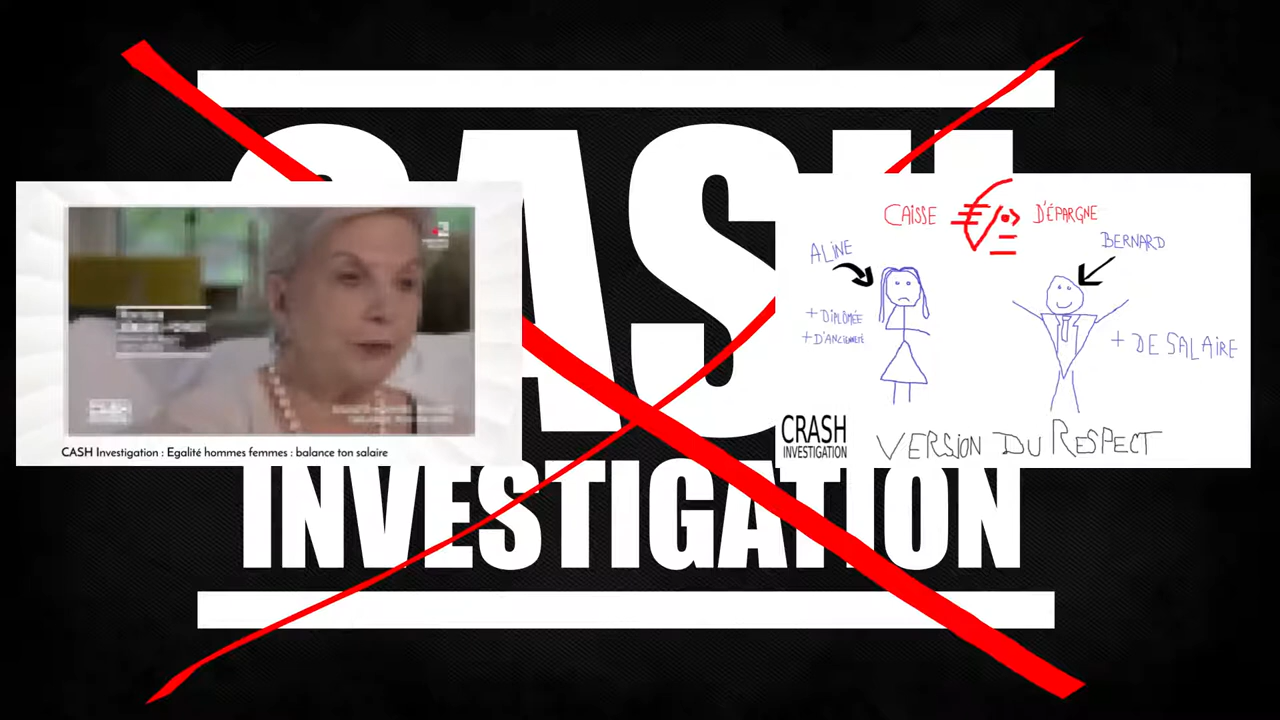 CASH
INVESTIGATION
CASH Investigation : Egalité hommes femmes : balance ton salaire
CAISSE D'ÉPARGNE
ALINE
BERNARD
+ DIPLOMÉE
+ D'ANCIENNETÉ
+ DE SALAIRE
CRASH
INVESTIGATION
VERSION DU RESPECT